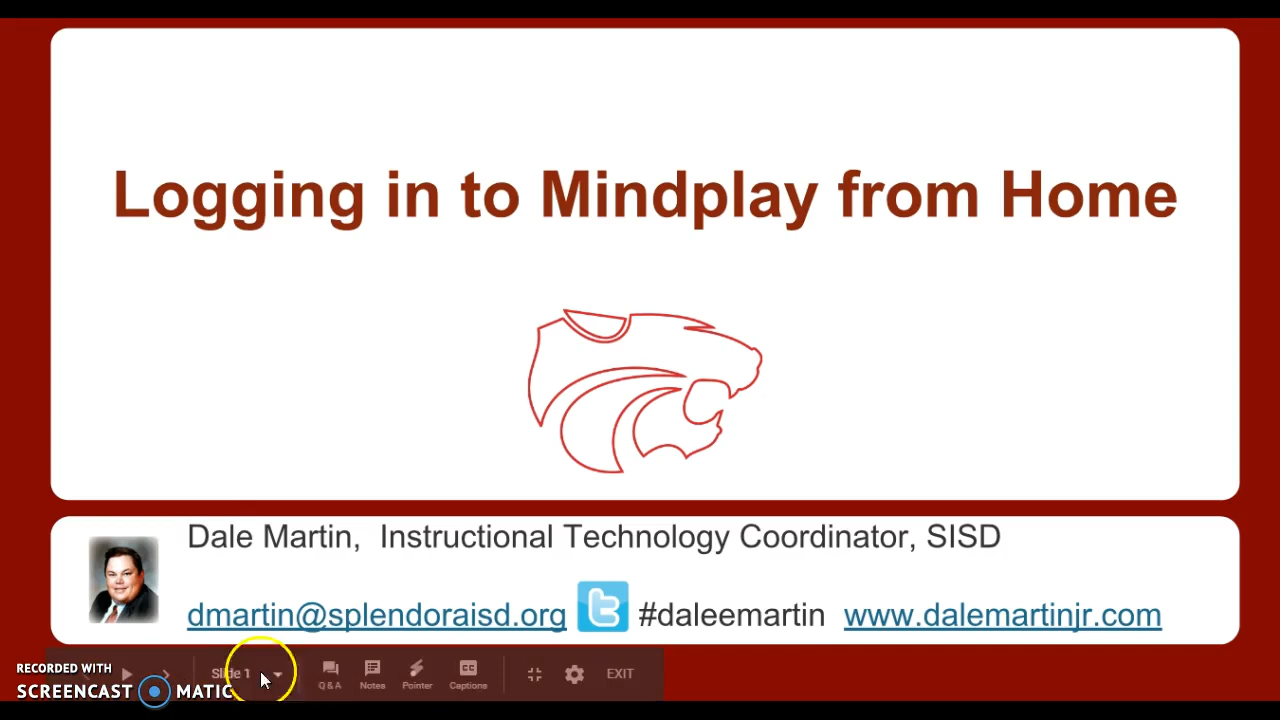 Logging in to Mindplay from Home
Dale Martin, Instructional Technology Coordinator, SISD
dmartin@splendoraisd.org #daleemartin www.dalemartinjr.com
RECORDED WITH
SCREENCAST MATIC
Slide 1
Q & A Notes Pointer Captions EXIT